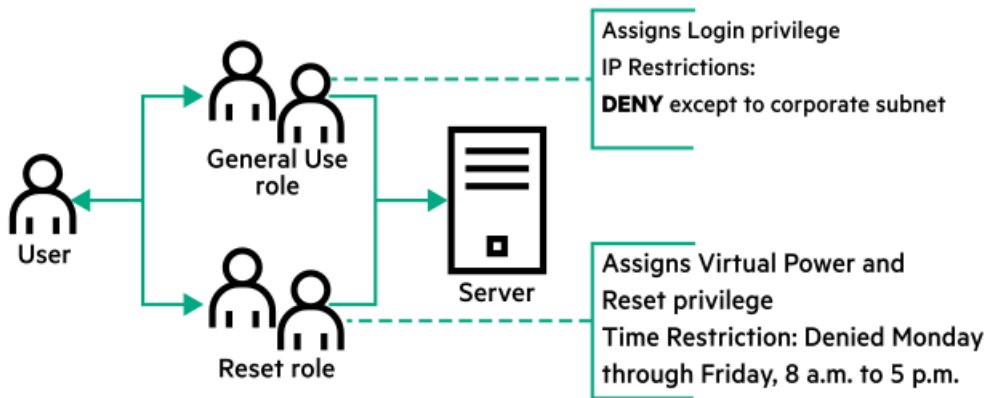 Assigns Login privilege
IP Restrictions:
DENY except to corporate subnet
General Use
role
User
Server
Assigns Virtual Power and
Reset privilege
Time Restriction: Denied Monday
through Friday, 8 a.m. to 5 p.m.
Reset role